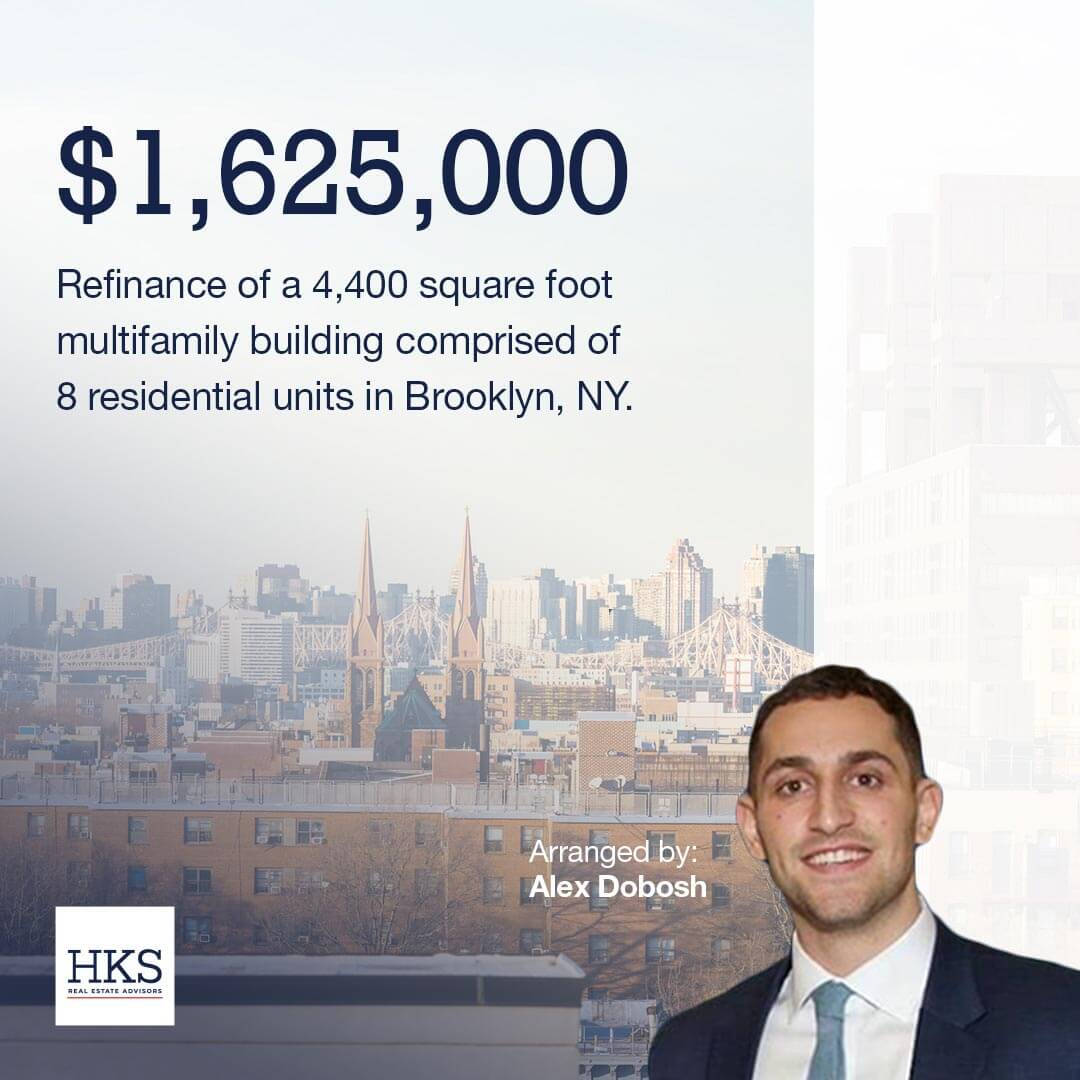 $1,625,000
Refinance of a 4,400 square foot
multifamily building comprised of
8 residential units in Brooklyn, NY.
Arranged by:
Alex Dobosh
HKS
REAL ESTATE ADVISORS